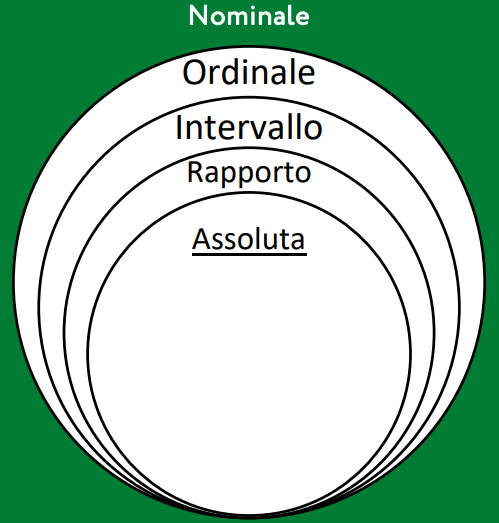 Nominale
Ordinale
Intervallo
Rapporto
Assoluta